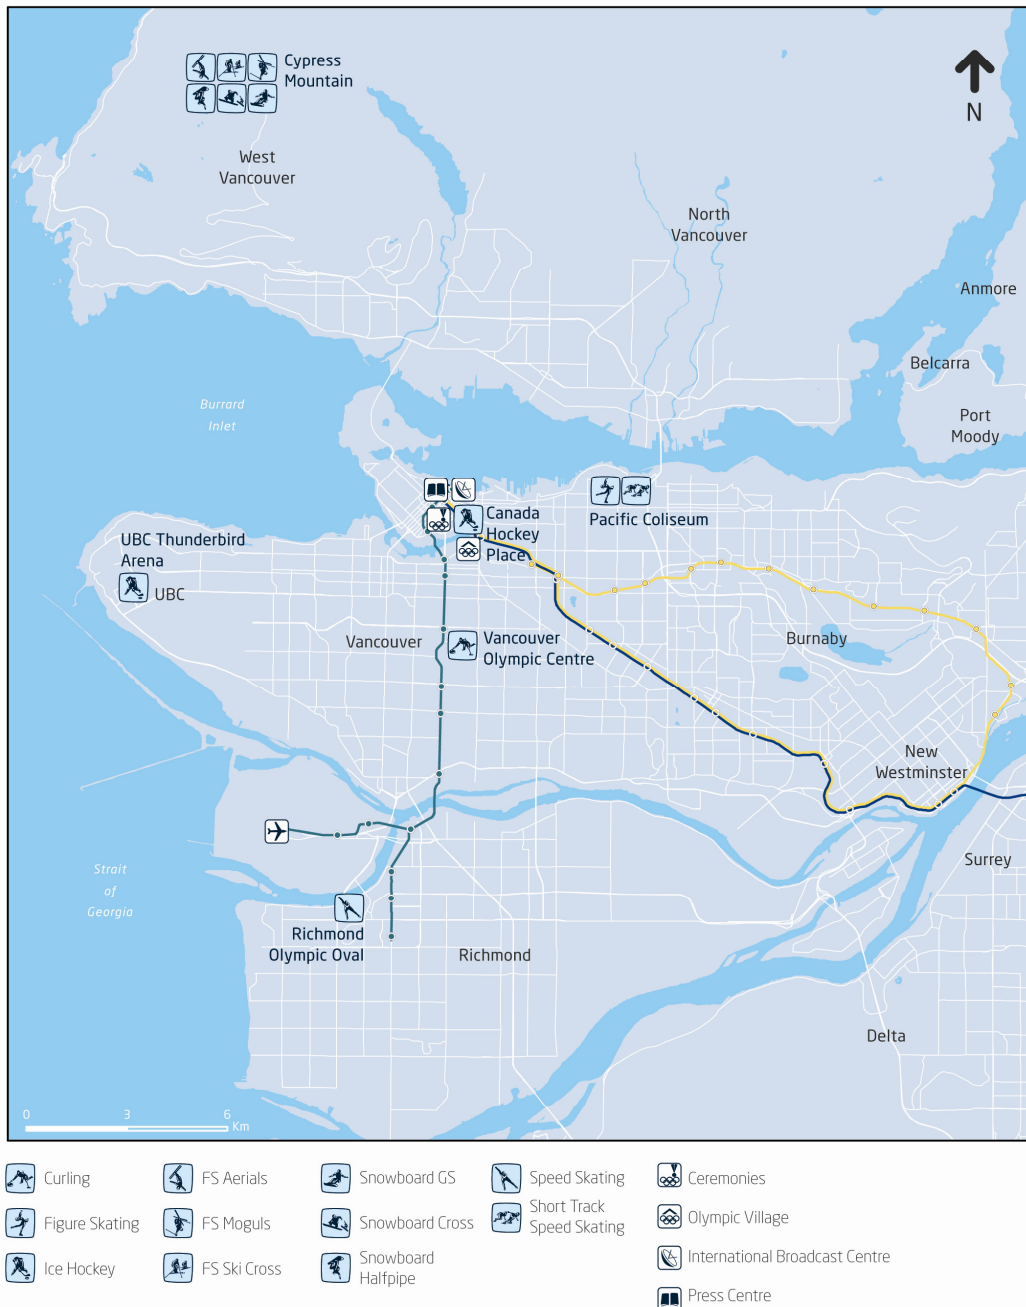 Cypress
Mountain
N
West
Vancouver
North
Vancouver
Anmore
Belcarra
Port
Moody
Burrard
Inlet
Canada
Hockey
Place
Pacific Coliseum
UBC Thunderbird
Arena
UBC
Vancouver
Vancouver
Olympic Centre
Burnaby
New
Westminster
Surrey
Strait
of
Georgia
Richmond
Olympic Oval
Richmond
Delta
0 3 6
Km
Curling
FS Aerials
Snowboard GS
Speed Skating
Ceremonies
Figure Skating
FS Moguls
Snowboard Cross
Short Track
Speed Skating
Olympic Village
Ice Hockey
FS Ski Cross
Snowboard
Halfpipe
International Broadcast Centre
Press Centre